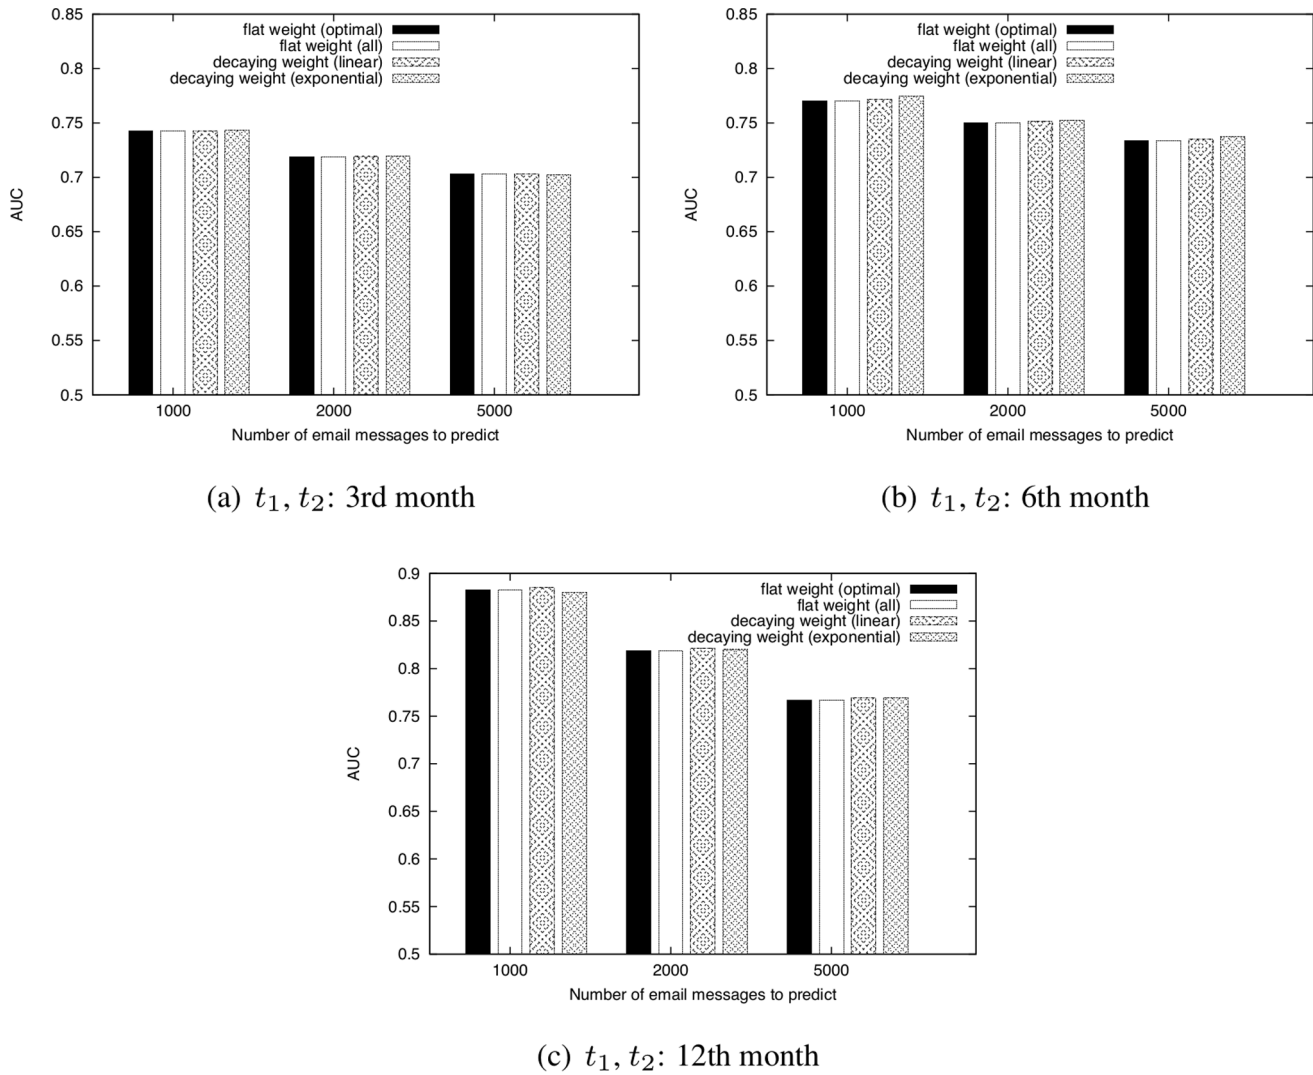 0.85
0.8
0.75
0.7
0.65
0.6
0.55
0.5
AUC
flat weight (optimal)
flat weight (all)
decaying weight (linear)
decaying weight (exponential)
1000 2000 5000
Number of email messages to predict
(a) t₁, t₂: 3rd month
0.85
0.8
0.75
0.7
0.65
0.6
0.55
0.5
AUC
flat weight (optimal)
flat weight (all)
decaying weight (linear)
decaying weight (exponential)
1000 2000 5000
Number of email messages to predict
(b) t₁, t₂: 6th month
0.9
0.85
0.8
0.75
0.7
0.65
0.6
0.55
0.5
AUC
flat weight (optimal)
flat weight (all)
decaying weight (linear)
decaying weight (exponential)
1000 2000 5000
Number of email messages to predict
(c) t₁, t₂: 12th month